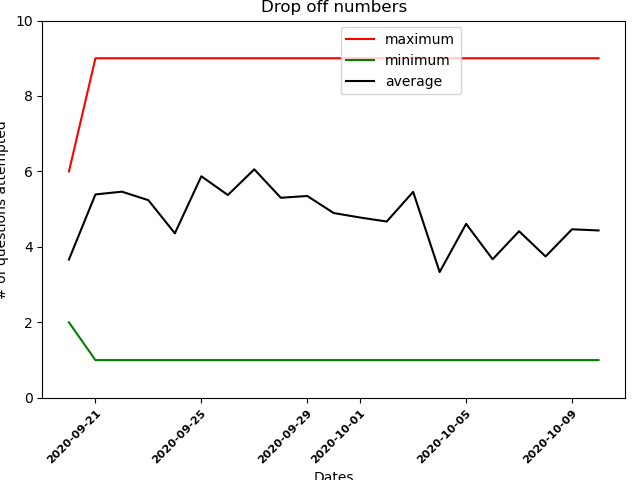 Drop off numbers
10
8
6
4
2
0
# of questions attempted
maximum
minimum
average
2020-09-21
2020-09-25
2020-09-29
2020-10-01
2020-10-05
2020-10-09
Dates